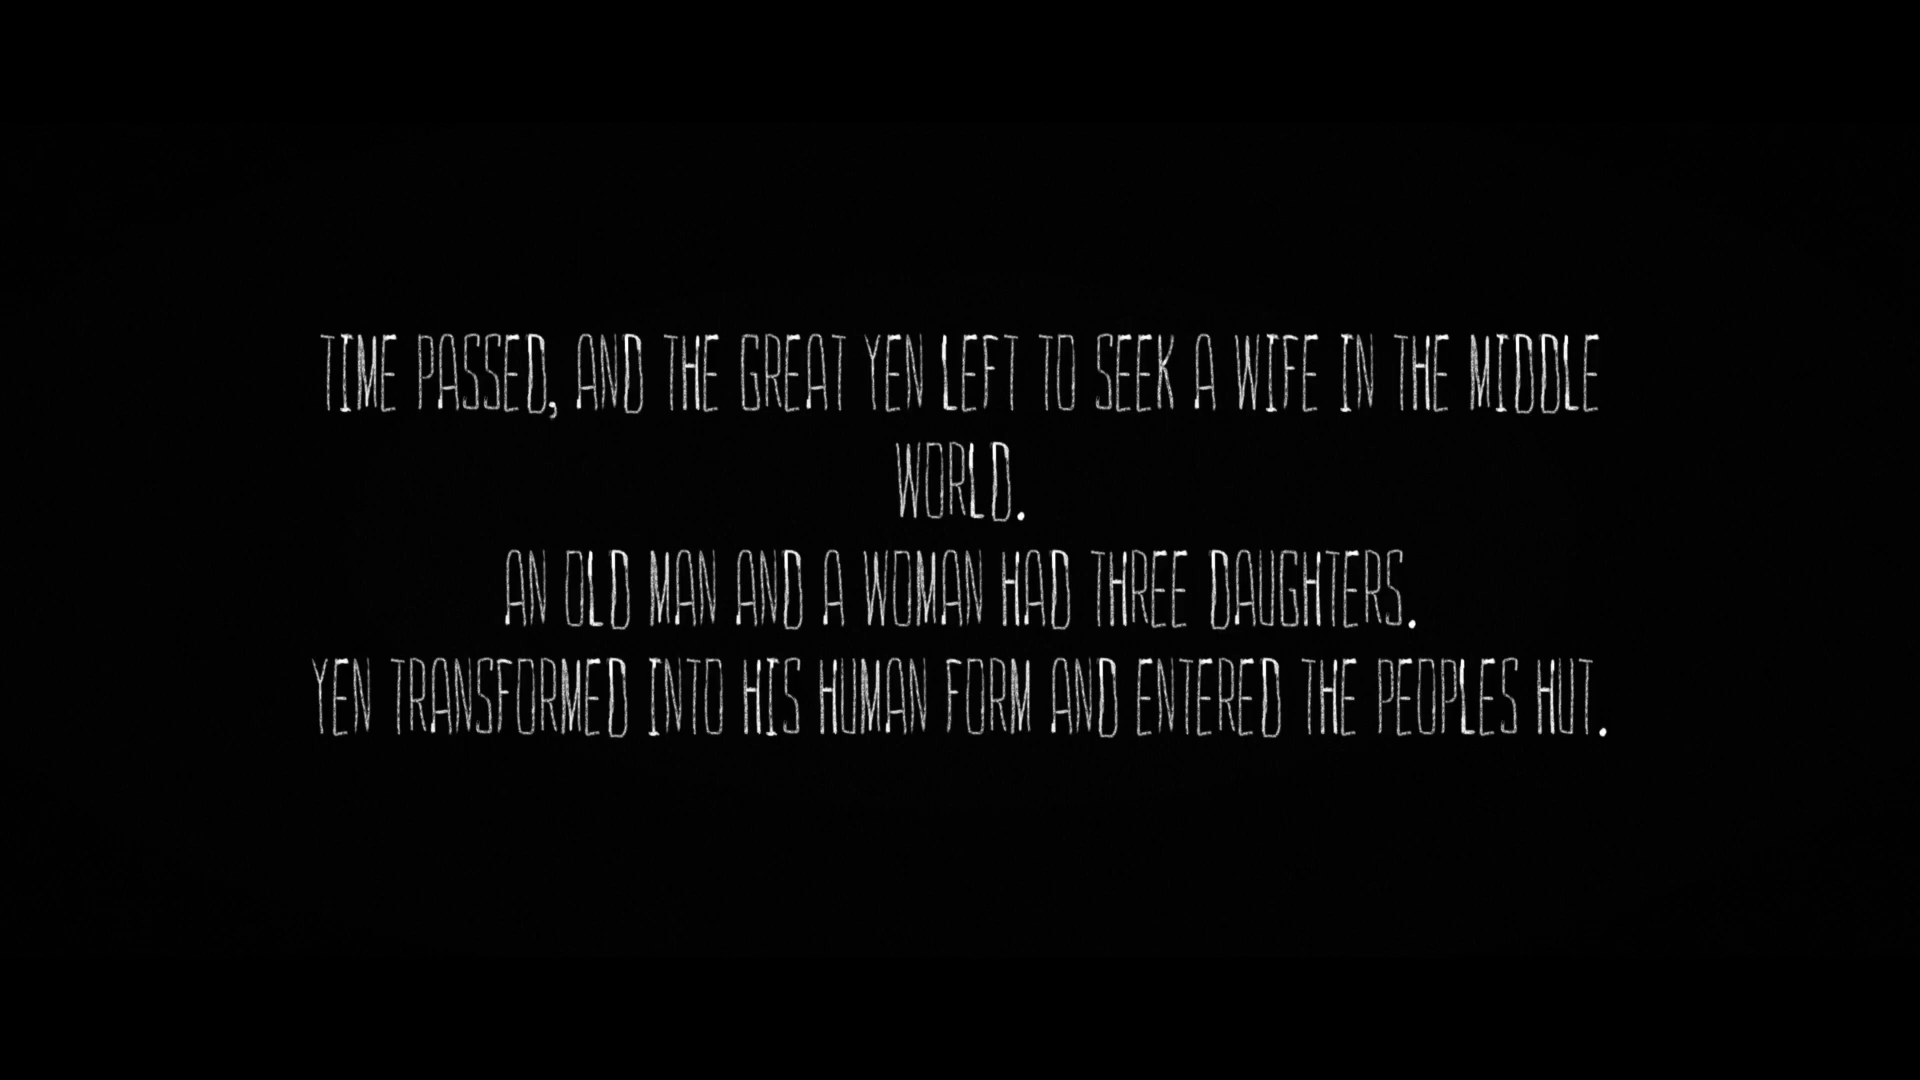 TIME PASSED, AND THE GREAT YEN LEFT TO SEEK A WIFE IN THE MIDDLE
WORLD.
AN OLD MAN AND A WOMAN HAD THREE DAUGHTERS.
YEN TRANSFORMED INTO HIS HUMAN FORM AND ENTERED THE PEOPLES HUT.